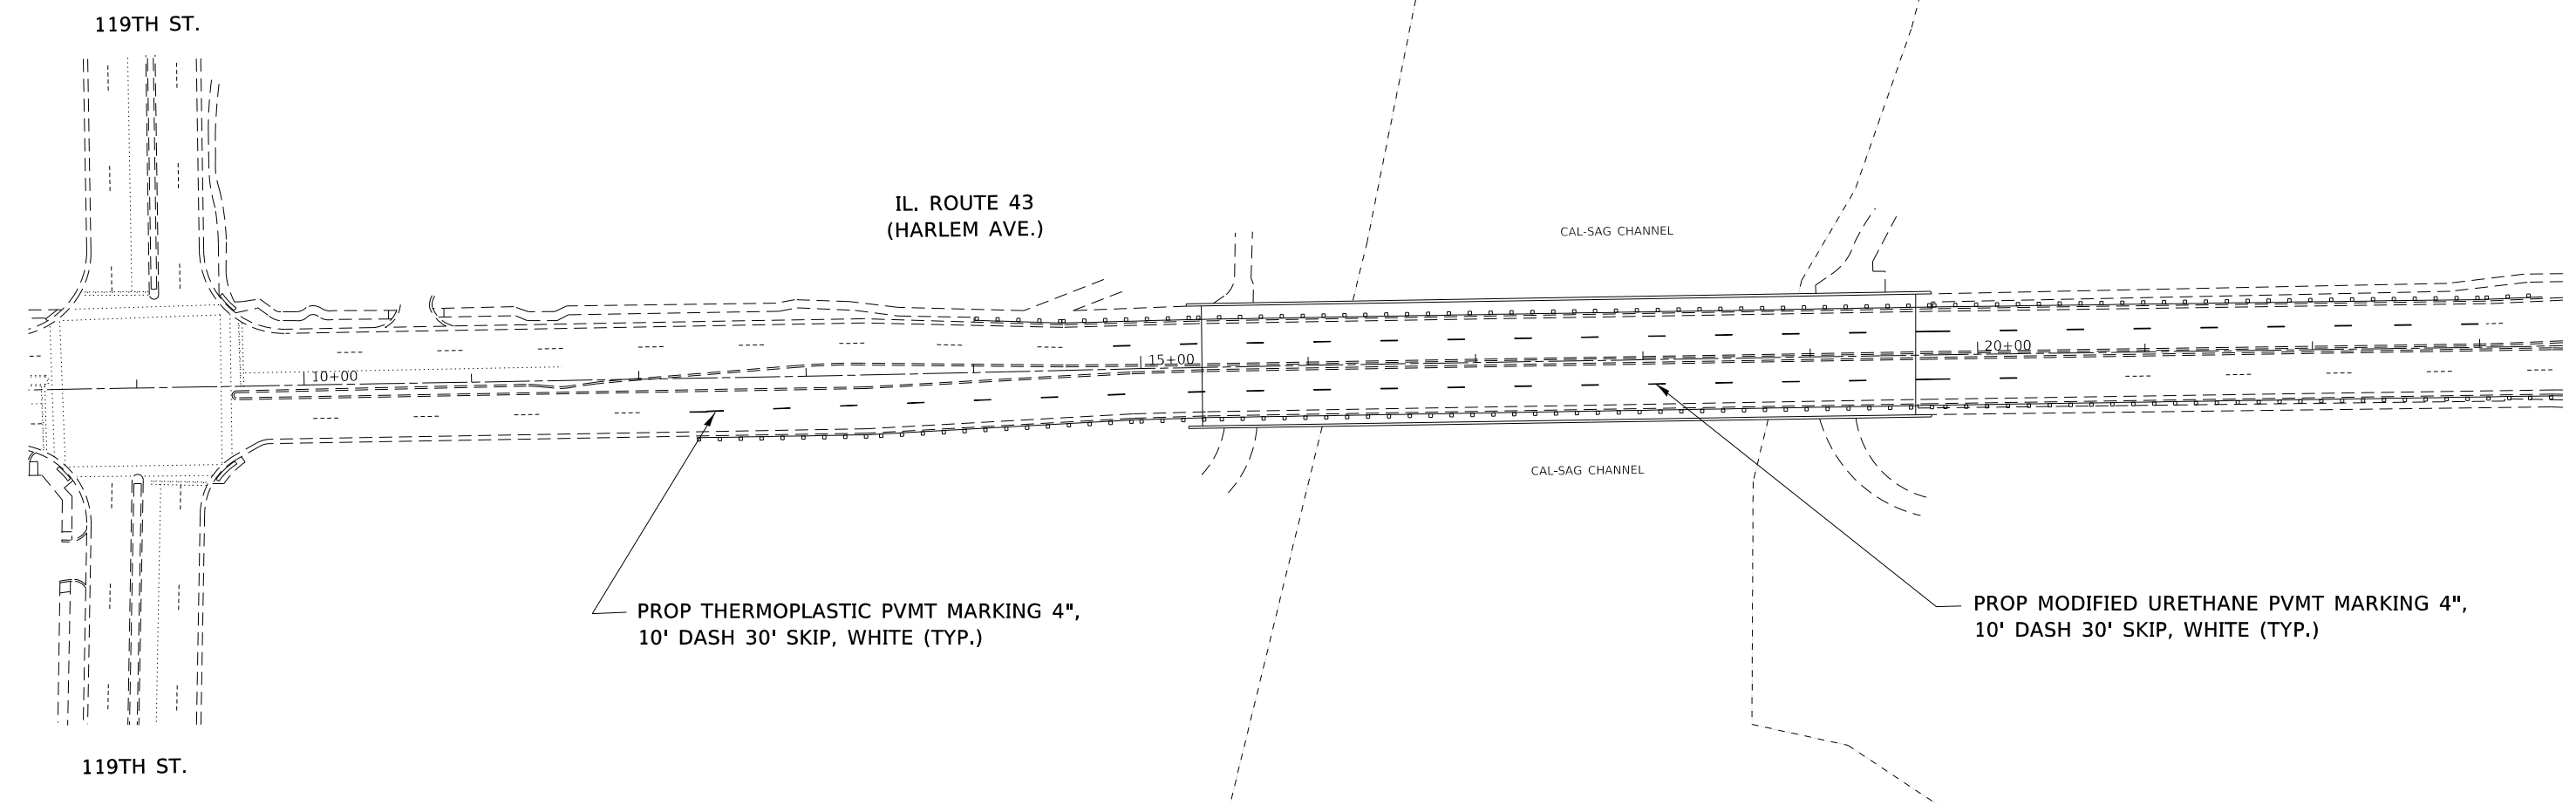 119TH ST.
IL. ROUTE 43
(HARLEM AVE.)
CAL-SAG CHANNEL
10+00
15+00
20+00
CAL-SAG CHANNEL
PROP THERMOPLASTIC PVMT MARKING 4",
10' DASH 30' SKIP, WHITE (TYP.)
PROP MODIFIED URETHANE PVMT MARKING 4",
10' DASH 30' SKIP, WHITE (TYP.)
119TH ST.